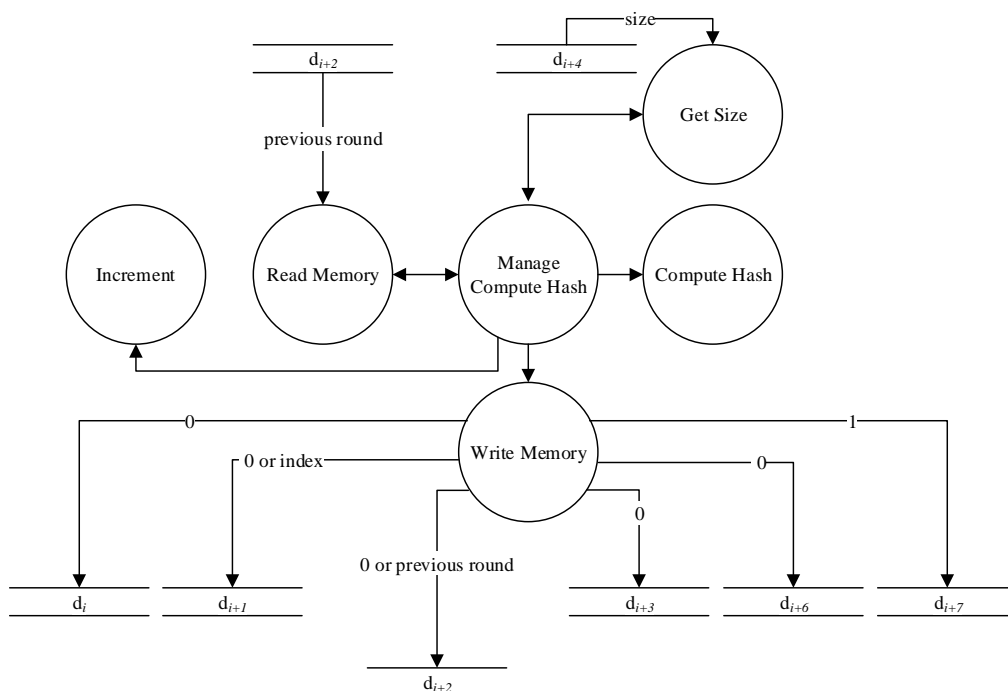 size
d_{i+2}
d_{i+4}
Get Size
previous round
Increment
Read Memory
Manage
Compute Hash
Compute Hash
0
1
Write Memory
0 or index
0
0
0 or previous round
d_i
d_{i+1}
d_{i+3}
d_{i+6}
d_{i+7}
d_{i+2}